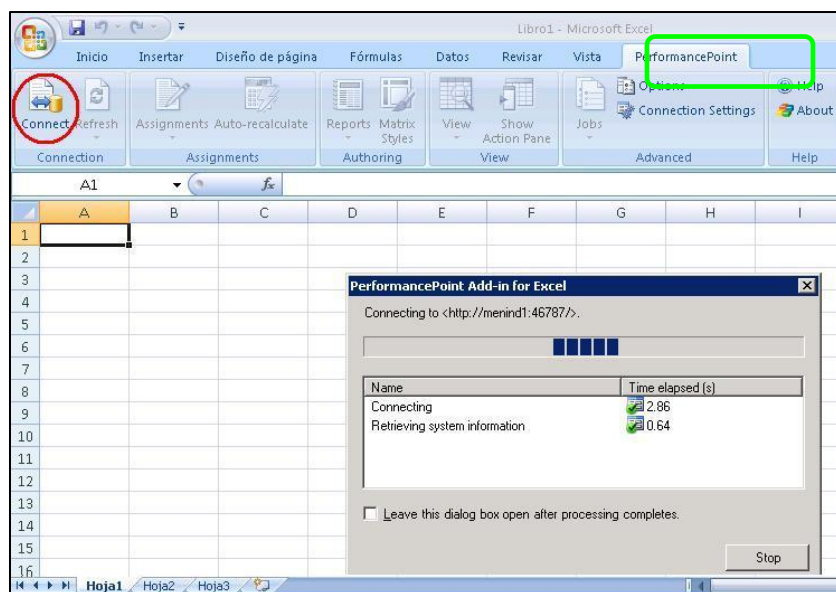 Libro1 - Microsoft Excel
Inicio Insertar Diseño de página Fórmulas Datos Revisar Vista PerformancePoint
Connect Refresh Assignments Auto-recalculate Reports Matrix Styles View Show Action Pane Jobs Options Connection Settings Help About
Connection Assignments Authoring View Advanced Help
A1 fx
A B C D E F G H I
1
2
3
4
5
6
7
8
9
10
11
12
13
14
15
16
PerformancePoint Add-in for Excel
Connecting to <http://menind1:46787/>.
Name Time elapsed (s)
Connecting 2.86
Retrieving system information 0.64
Leave this dialog box open after processing completes.
Stop
Hoja1 Hoja2 Hoja3